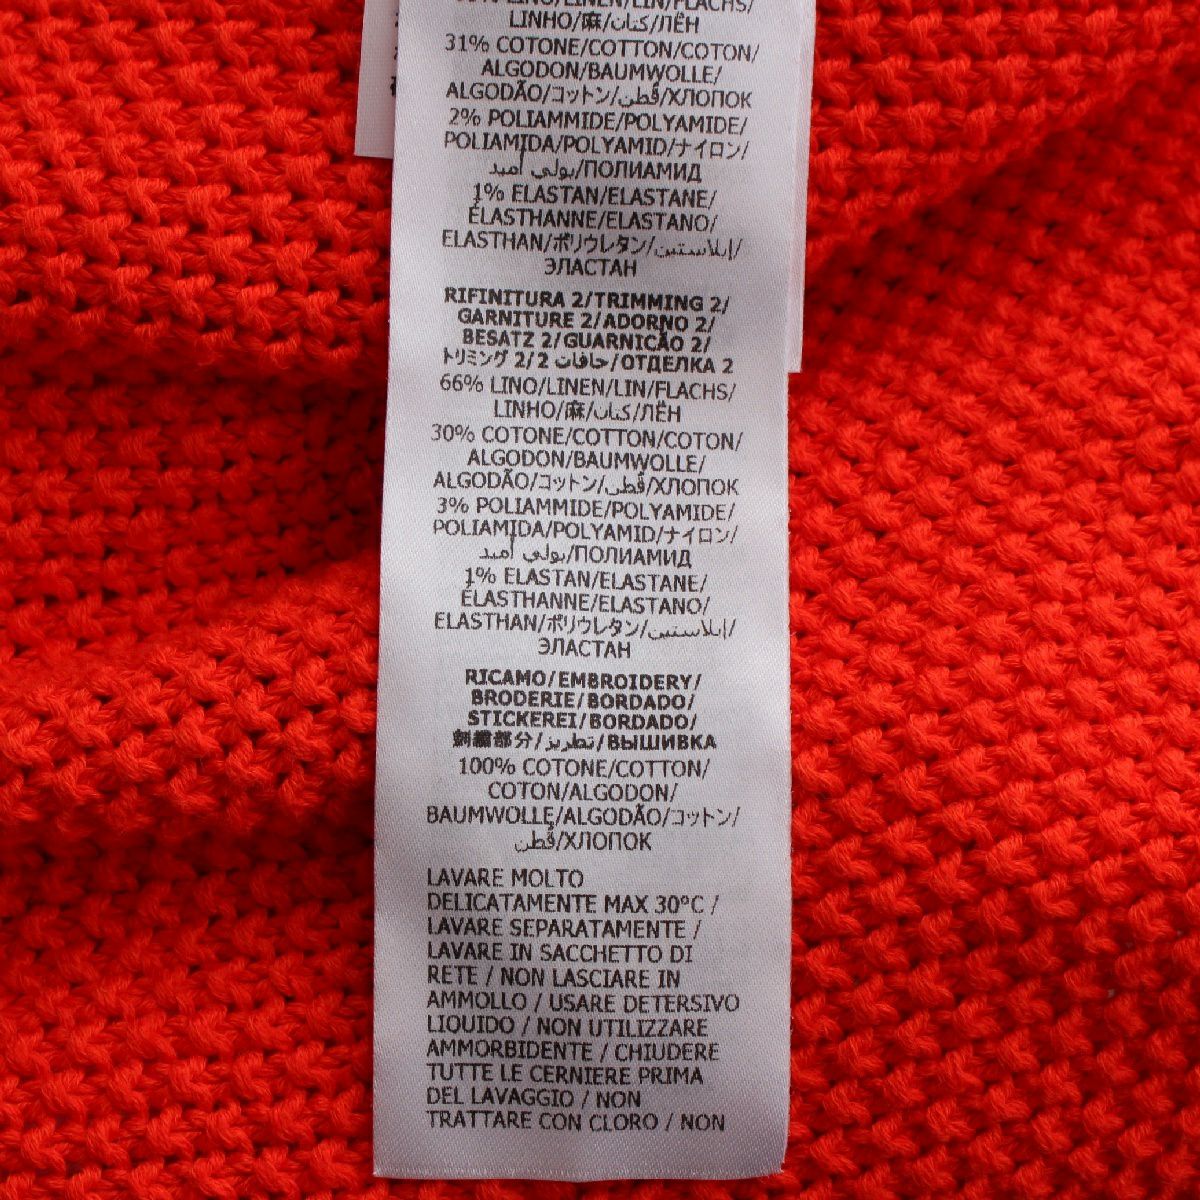 LINO/LINEN/LIN/FLACHS/
LINHO/麻/كتان/ЛЁН
31% COTONE/COTTON/COTON/
ALGODON/BAUMWOLLE/
ALGODÃO/コットン/قُطن/ХЛОПОК
2% POLIAMMIDE/POLYAMIDE/
POLIAMIDA/POLYAMID/ナイロン/
بولي أميد/ПОЛИАМИД
1% ELASTAN/ELASTANE/
ÉLASTHANNE/ELASTANO/
ELASTHAN/ポリウレタン/إيلاستين/
ЭЛАСТАН
RIFINITURA 2/TRIMMING 2/
GARNITURE 2/ADORNO 2/
BESATZ 2/GUARNICÃO 2/
トリミング 2/2 حافات/ОТДЕЛКА 2
66% LINO/LINEN/LIN/FLACHS/
LINHO/麻/كتان/ЛЁН
30% COTONE/COTTON/COTON/
ALGODON/BAUMWOLLE/
ALGODÃO/コットン/قُطن/ХЛОПОК
3% POLIAMMIDE/POLYAMIDE/
POLIAMIDA/POLYAMID/ナイロン/
بولي أميد/ПОЛИАМИД
1% ELASTAN/ELASTANE/
ÉLASTHANNE/ELASTANO/
ELASTHAN/ポリウレタン/إيلاستين/
ЭЛАСТАН
RICAMO/EMBROIDERY/
BRODERIE/BORDADO/
STICKEREI/BORDADO/
刺繍部分/تطريز/ВЫШИВКА
100% COTONE/COTTON/
COTON/ALGODON/
BAUMWOLLE/ALGODÃO/コットン/
قُطن/ХЛОПОК
LAVARE MOLTO
DELICATAMENTE MAX 30°C /
LAVARE SEPARATAMENTE /
LAVARE IN SACCHETTO DI
RETE / NON LASCIARE IN
AMMOLLO / USARE DETERSIVO
LIQUIDO / NON UTILIZZARE
AMMORBIDENTE / CHIUDERE
TUTTE LE CERNIERE PRIMA
DEL LAVAGGIO / NON
TRATTARE CON CLORO / NON